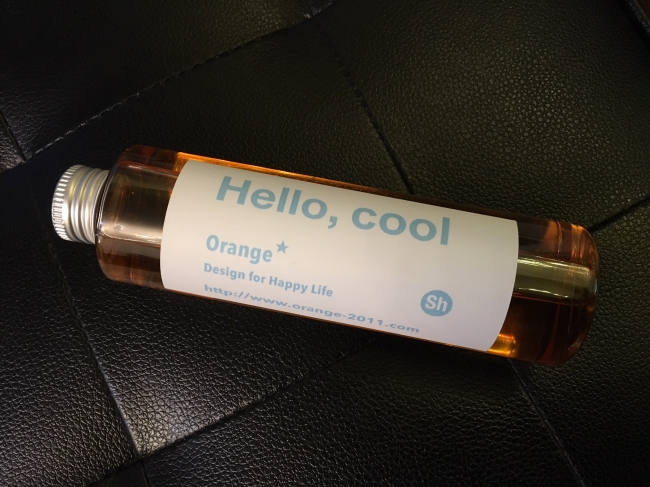 Hello, cool
Orange★
Design for Happy Life
http://www.orange-2011.com
Sh